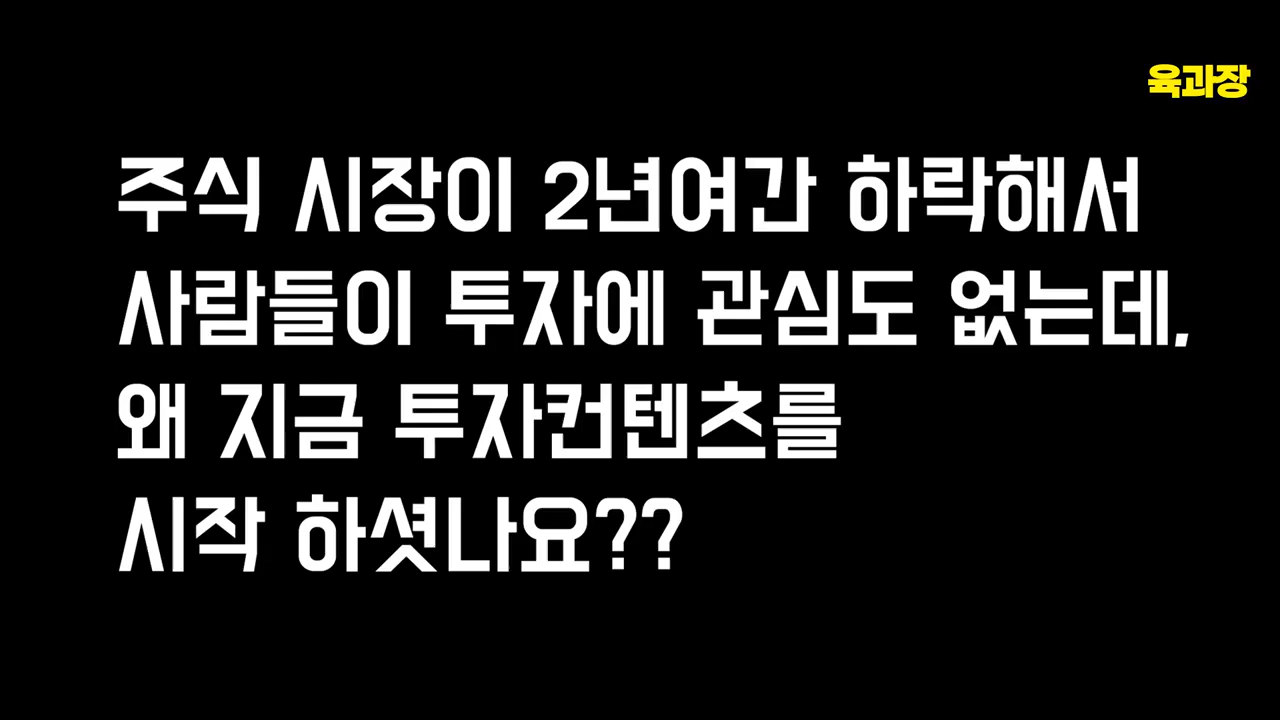 육과장
주식 시장이 2년여간 하락해서
사람들이 투자에 관심도 없는데,
왜 지금 투자컨텐츠를
시작 하셧나요??